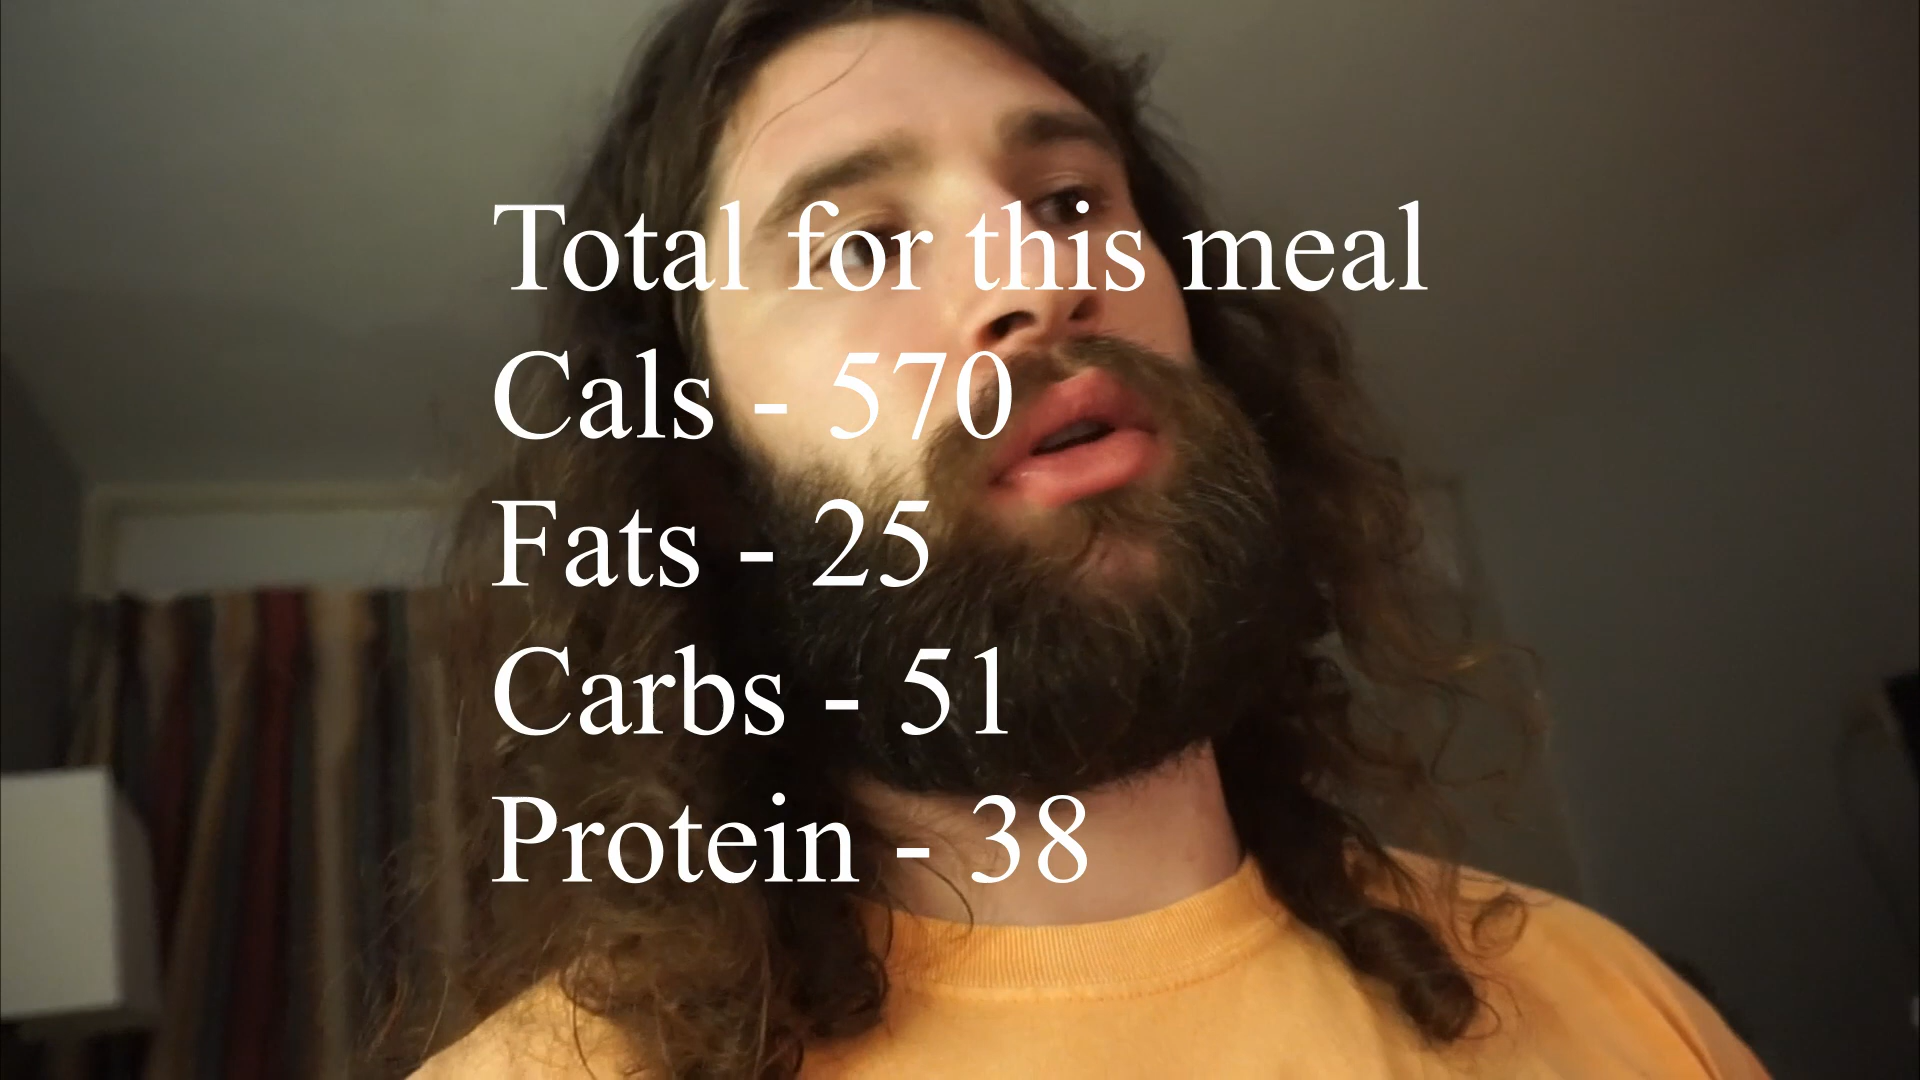 Total for this meal
Cals - 570
Fats - 25
Carbs - 51
Protein - 38